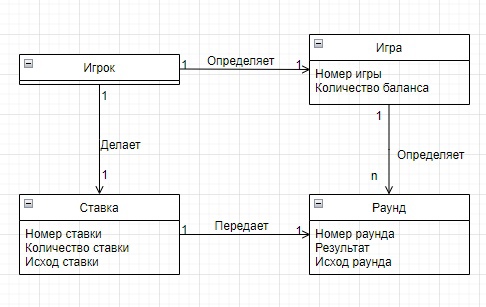 Игрок
1
Определяет
1
Игра
Номер игры
Количество баланса
1
Делает
1
1
Определяет
n
Ставка
Номер ставки
Количество ставки
Исход ставки
1
Передает
1
Раунд
Номер раунда
Результат
Исход раунда